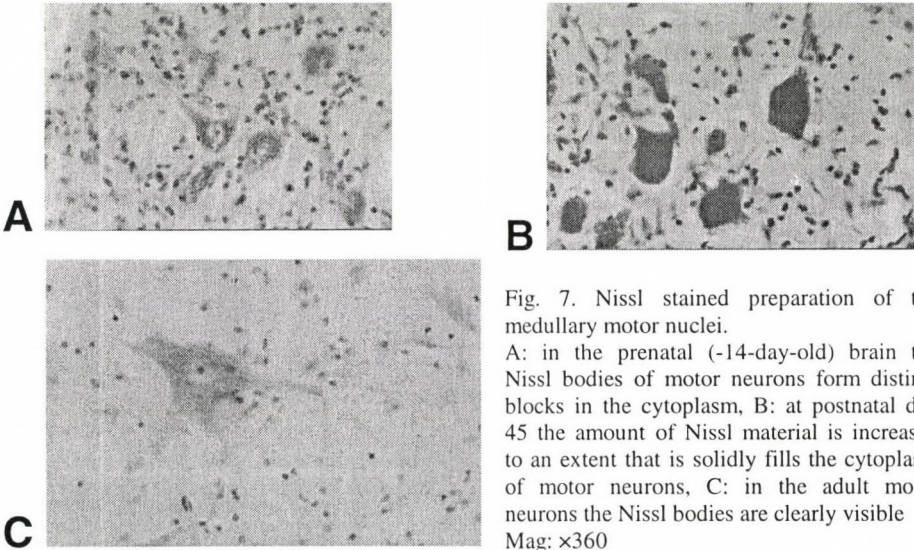 A
B
C
Fig. 7. Nissl stained preparation of t
medullary motor nuclei.
A: in the prenatal (-14-day-old) brain t
Nissl bodies of motor neurons form distin
blocks in the cytoplasm, B: at postnatal d
45 the amount of Nissl material is increas
to an extent that is solidly fills the cytoplas
of motor neurons, C: in the adult mo
neurons the Nissl bodies are clearly visible
Mag: ×360